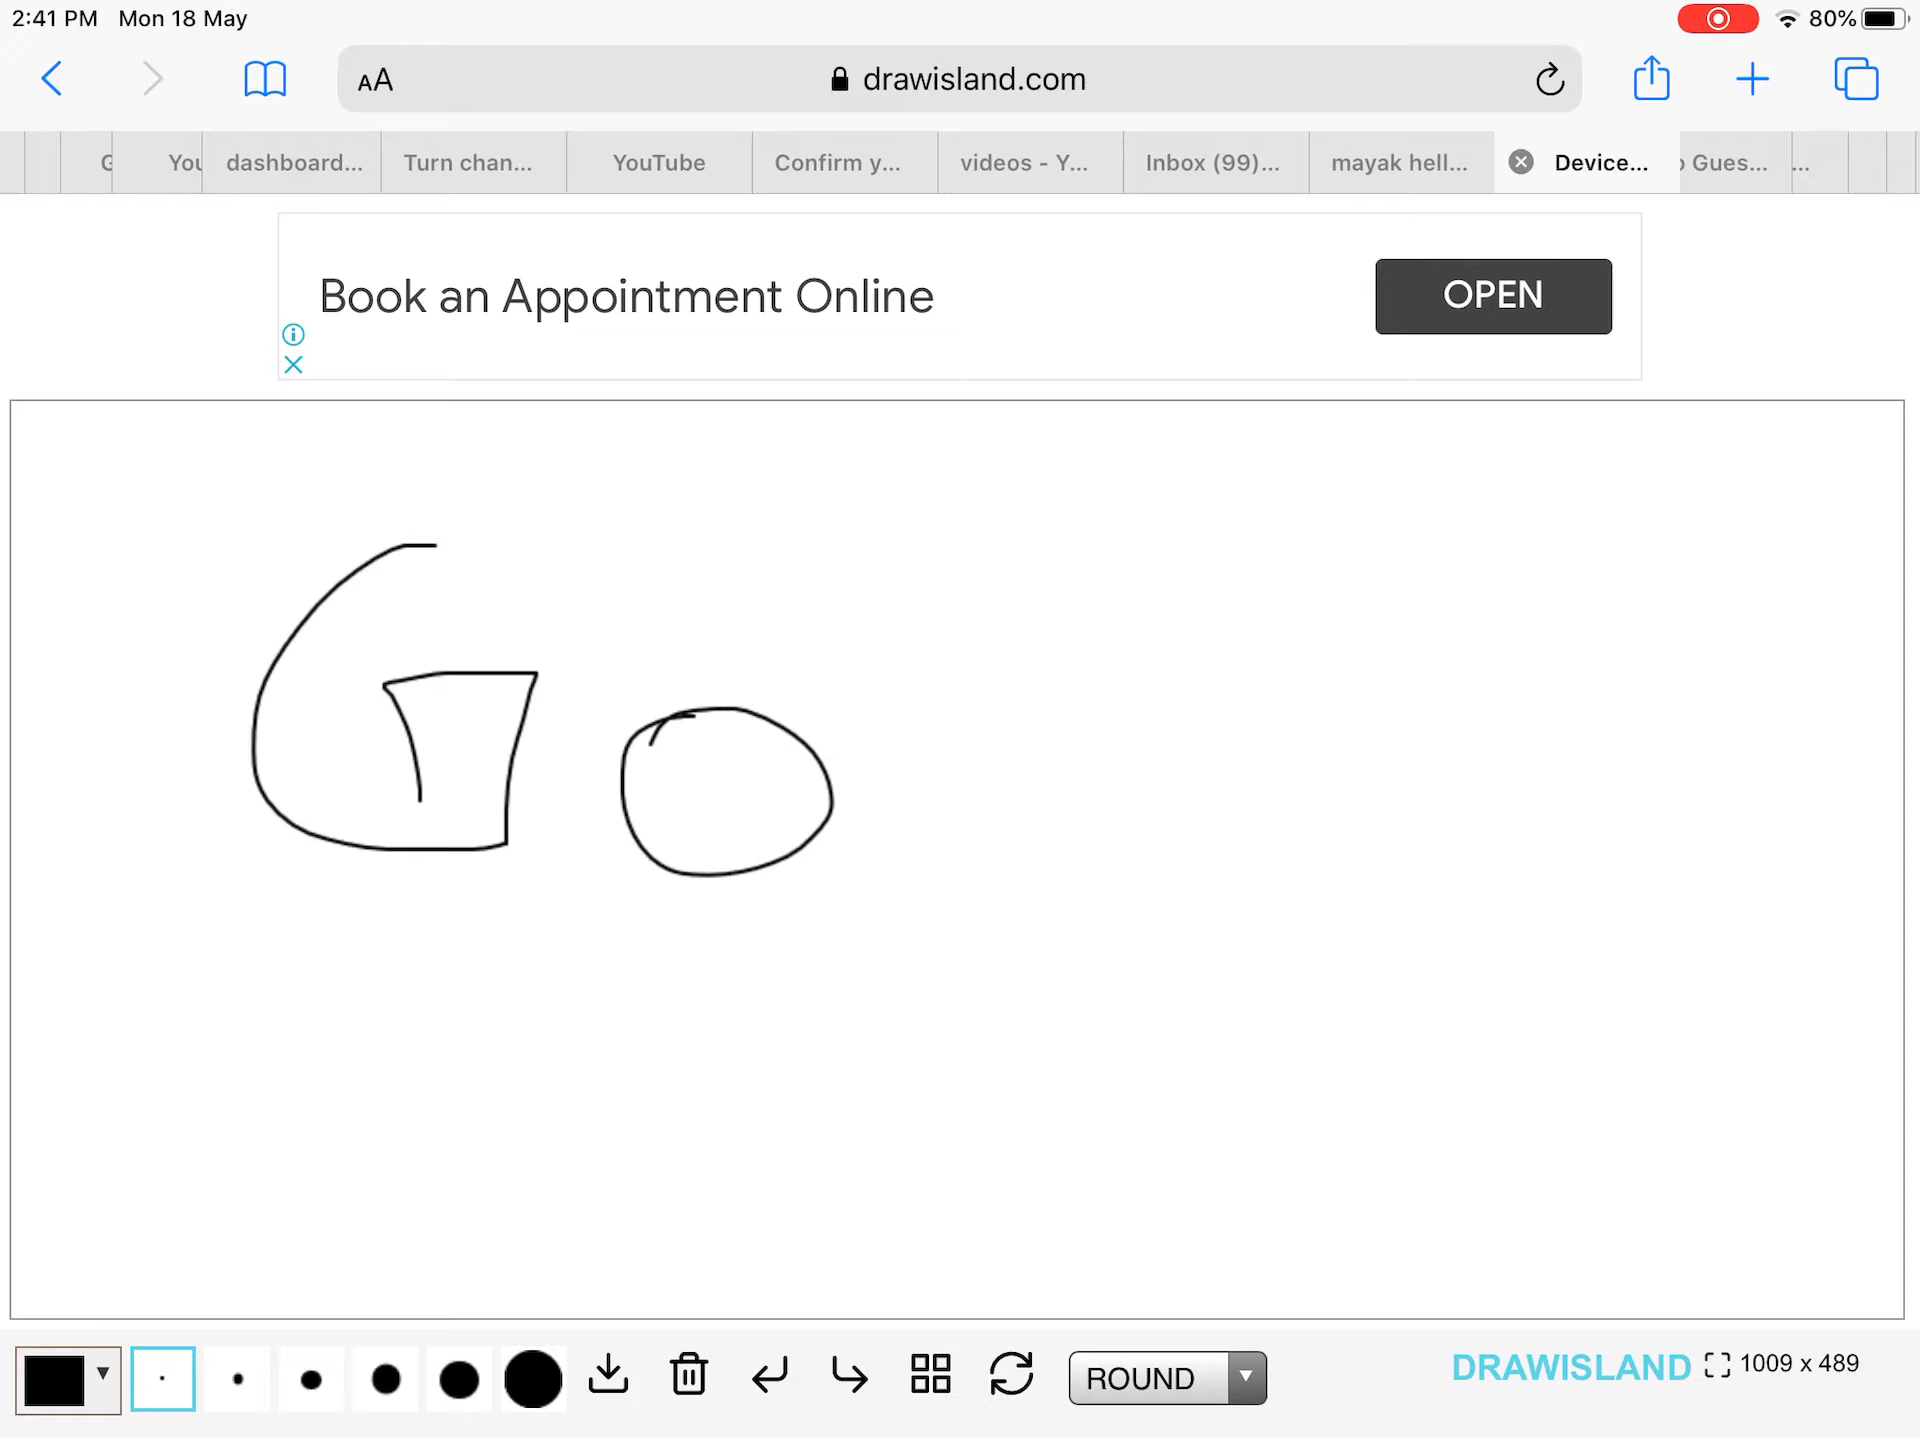 2:41 PM Mon 18 May 80%
AA drawisland.com
You dashboard... Turn chan... YouTube Confirm y... videos - Y... Inbox (99)... mayak hell... Device... Gues... ...
Book an Appointment Online OPEN
Go
ROUND DRAWISLAND 1009 x 489